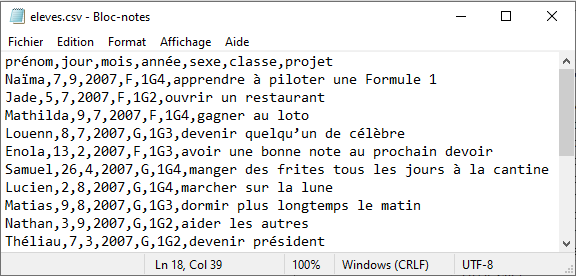 eleves.csv - Bloc-notes
Fichier Edition Format Affichage Aide
prénom,jour,mois,année,sexe,classe,projet
Naïma,7,9,2007,F,1G4,apprendre à piloter une Formule 1
Jade,5,7,2007,F,1G2,ouvrir un restaurant
Mathilda,9,7,2007,F,1G4,gagner au loto
Louenn,8,7,2007,G,1G3,devenir quelqu’un de célèbre
Enola,13,2,2007,F,1G3,avoir une bonne note au prochain devoir
Samuel,26,4,2007,G,1G4,manger des frites tous les jours à la cantine
Lucien,2,8,2007,G,1G4,marcher sur la lune
Matias,9,8,2007,G,1G3,dormir plus longtemps le matin
Nathan,3,9,2007,G,1G2,aider les autres
Théliau,7,3,2007,G,1G2,devenir président
Ln 18, Col 39 100% Windows (CRLF) UTF-8